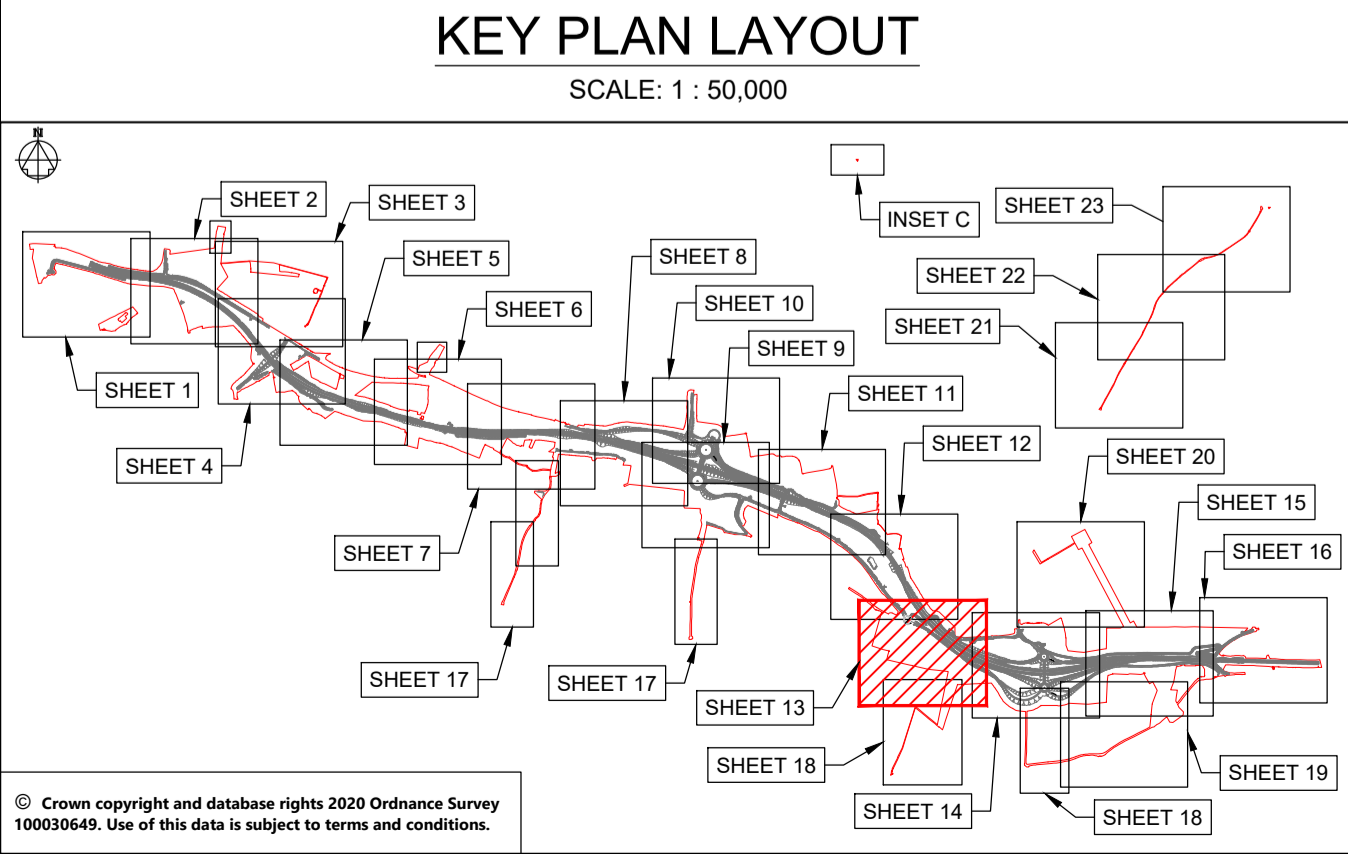 KEY PLAN LAYOUT
SCALE: 1 : 50,000
N
SHEET 2
SHEET 3
INSET C
SHEET 23
SHEET 5
SHEET 8
SHEET 22
SHEET 6
SHEET 10
SHEET 21
SHEET 9
SHEET 1
SHEET 11
SHEET 12
SHEET 4
SHEET 20
SHEET 15
SHEET 7
SHEET 16
SHEET 17
SHEET 17
SHEET 13
SHEET 18
SHEET 19
SHEET 14
SHEET 18
© Crown copyright and database rights 2020 Ordnance Survey
100030649. Use of this data is subject to terms and conditions.